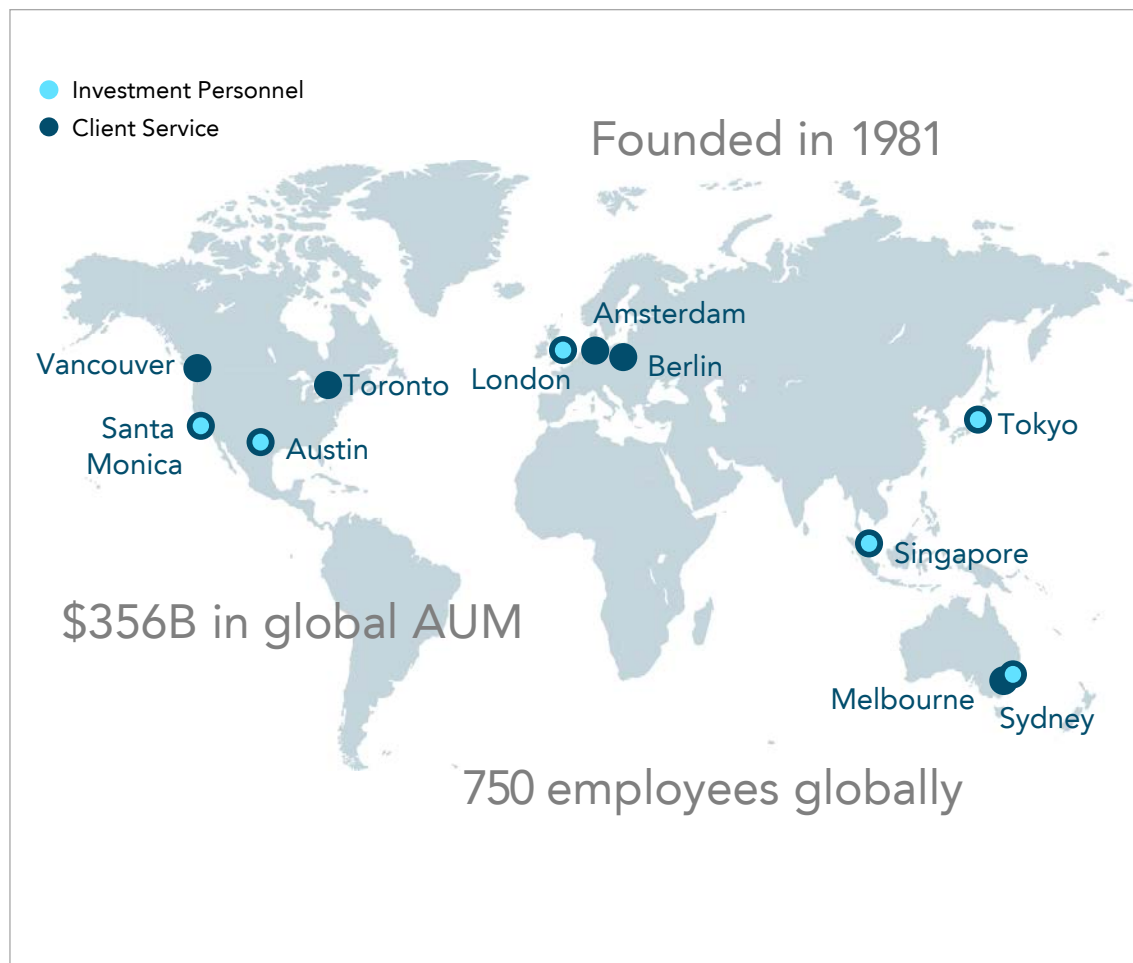 Investment Personnel
Client Service
Founded in 1981
Amsterdam
Vancouver
London
Berlin
Toronto
Santa
Monica
Austin
Tokyo
Singapore
$356B in global AUM
Melbourne
Sydney
750 employees globally